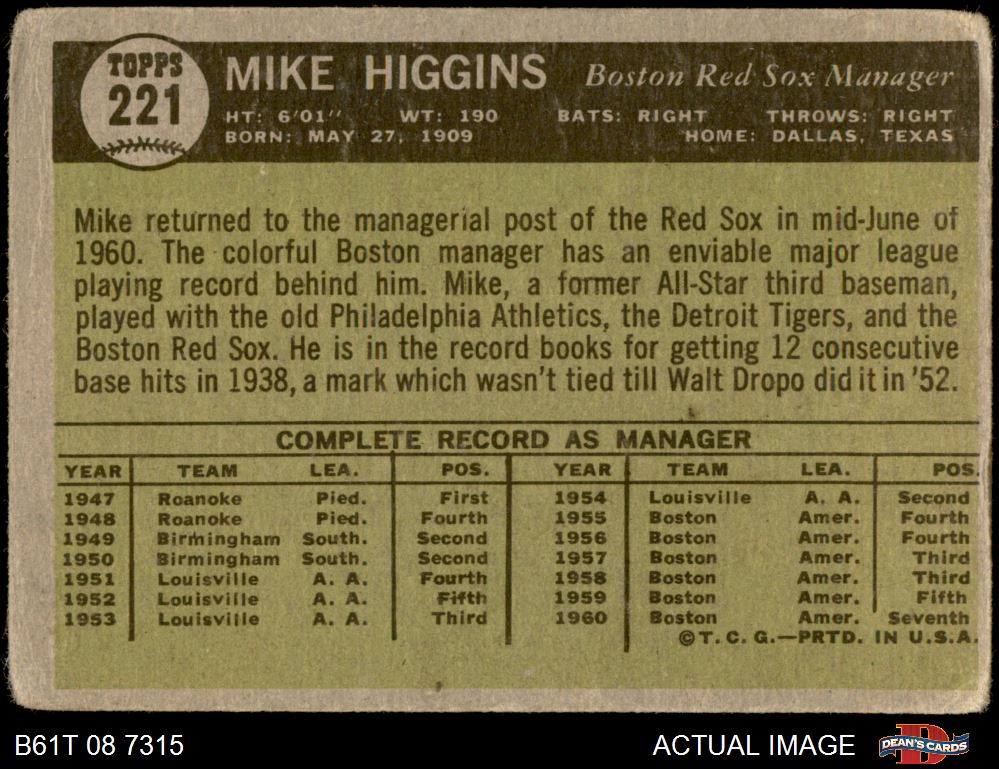 TOPPS
221
MIKE HIGGINS Boston Red Sox Manager
HT: 6'01" WT: 190 BATS: RIGHT THROWS: RIGHT
BORN: MAY 27, 1909 HOME: DALLAS, TEXAS
Mike returned to the managerial post of the Red Sox in mid-June of
1960. The colorful Boston manager has an enviable major league
playing record behind him. Mike, a former All-Star third baseman,
played with the old Philadelphia Athletics, the Detroit Tigers, and the
Boston Red Sox. He is in the record books for getting 12 consecutive
base hits in 1938, a mark which wasn't tied till Walt Dropo did it in '52.
COMPLETE RECORD AS MANAGER
YEAR TEAM LEA. POS. YEAR TEAM LEA. POS.
1947 Roanoke Pied. First 1954 Louisville A. A. Second
1948 Roanoke Pied. Fourth 1955 Boston Amer. Fourth
1949 Birmingham South. Second 1956 Boston Amer. Fourth
1950 Birmingham South. Second 1957 Boston Amer. Third
1951 Louisville A. A. Fourth 1958 Boston Amer. Third
1952 Louisville A. A. Fifth 1959 Boston Amer. Fifth
1953 Louisville A. A. Third 1960 Boston Amer. Seventh
©T. C. G.—PRTD. IN U.S.A.
B61T 08 7315 ACTUAL IMAGE DEAN'S CARDS